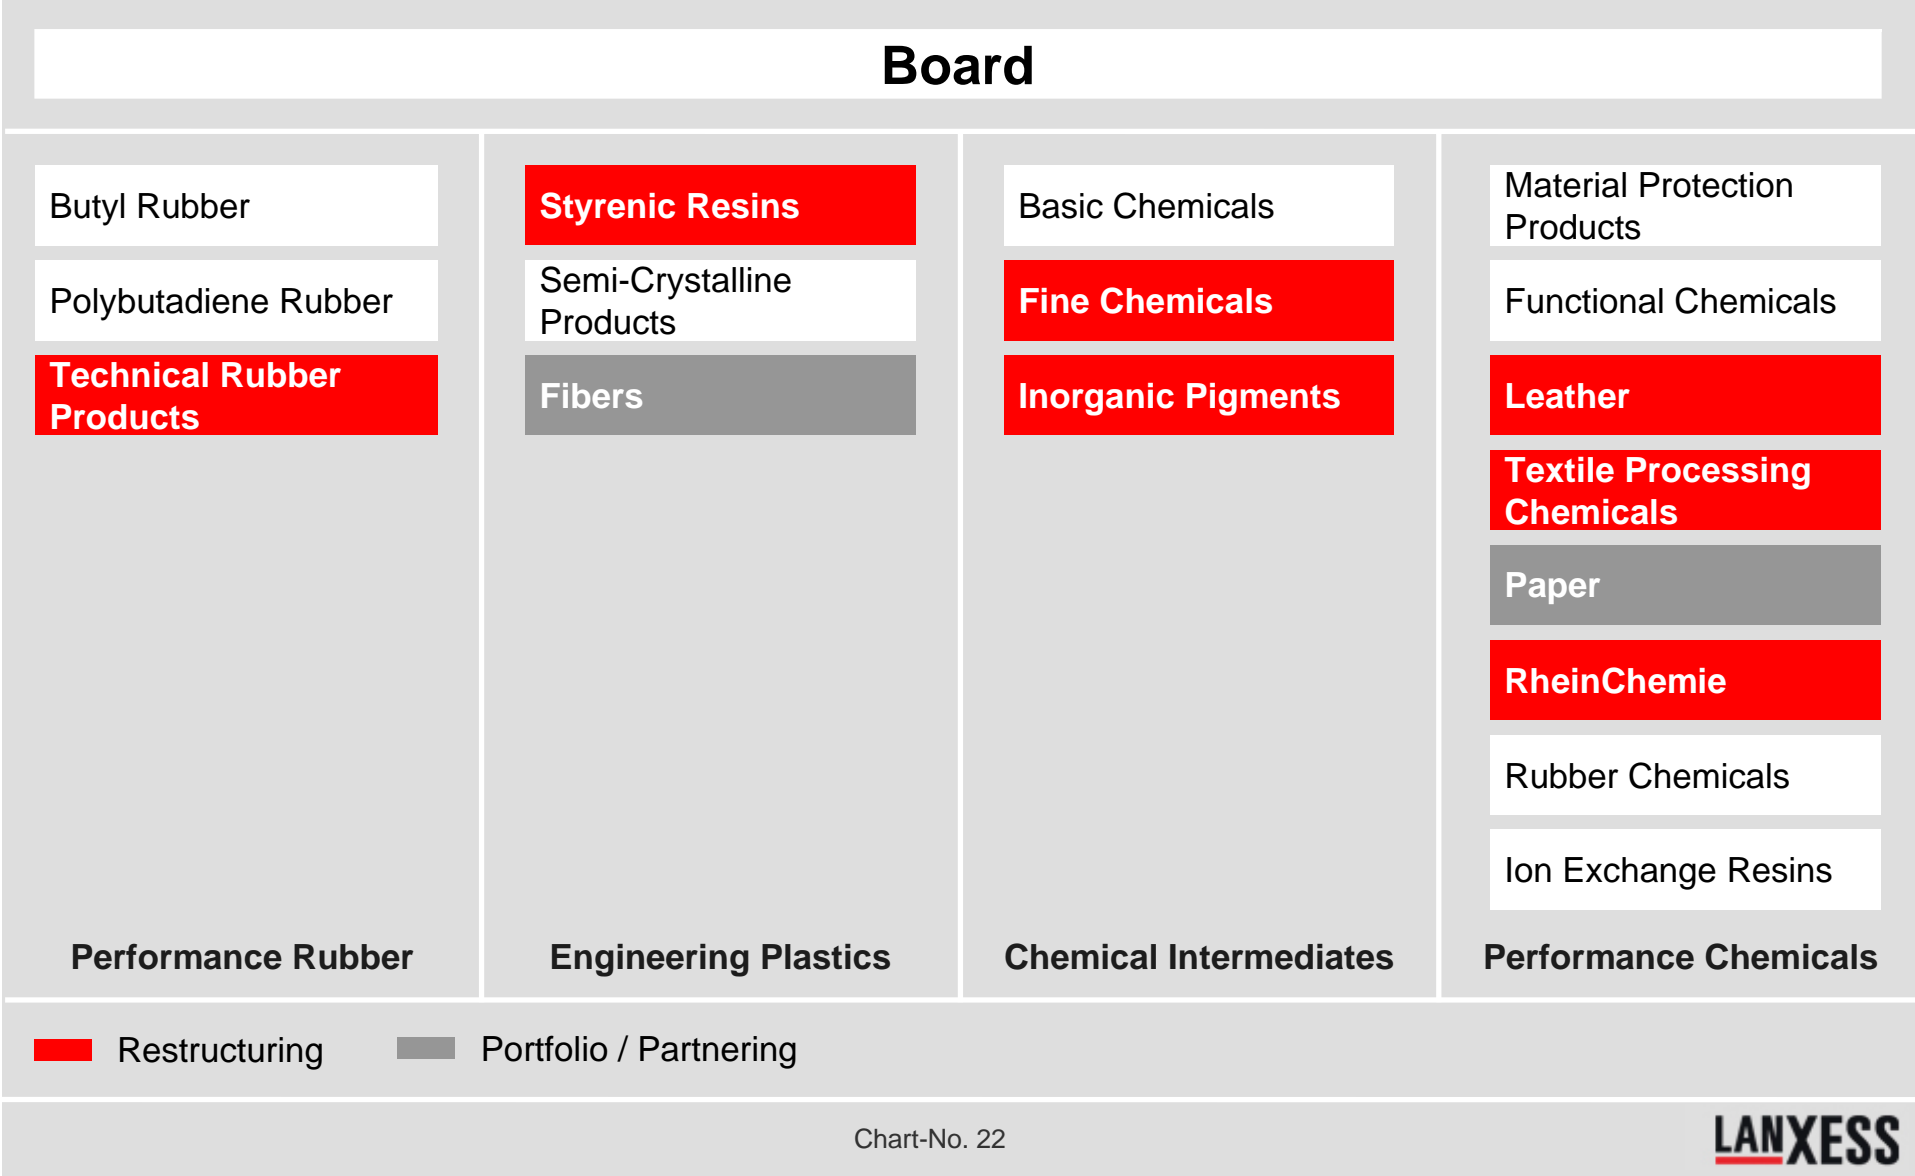 Board
Butyl Rubber
Polybutadiene Rubber
Technical Rubber
Products
Performance Rubber
Styrenic Resins
Semi-Crystalline
Products
Fibers
Engineering Plastics
Basic Chemicals
Fine Chemicals
Inorganic Pigments
Chemical Intermediates
Material Protection
Products
Functional Chemicals
Leather
Textile Processing
Chemicals
Paper
RheinChemie
Rubber Chemicals
Ion Exchange Resins
Performance Chemicals
Restructuring
Portfolio / Partnering
Chart-No. 22
LANXESS